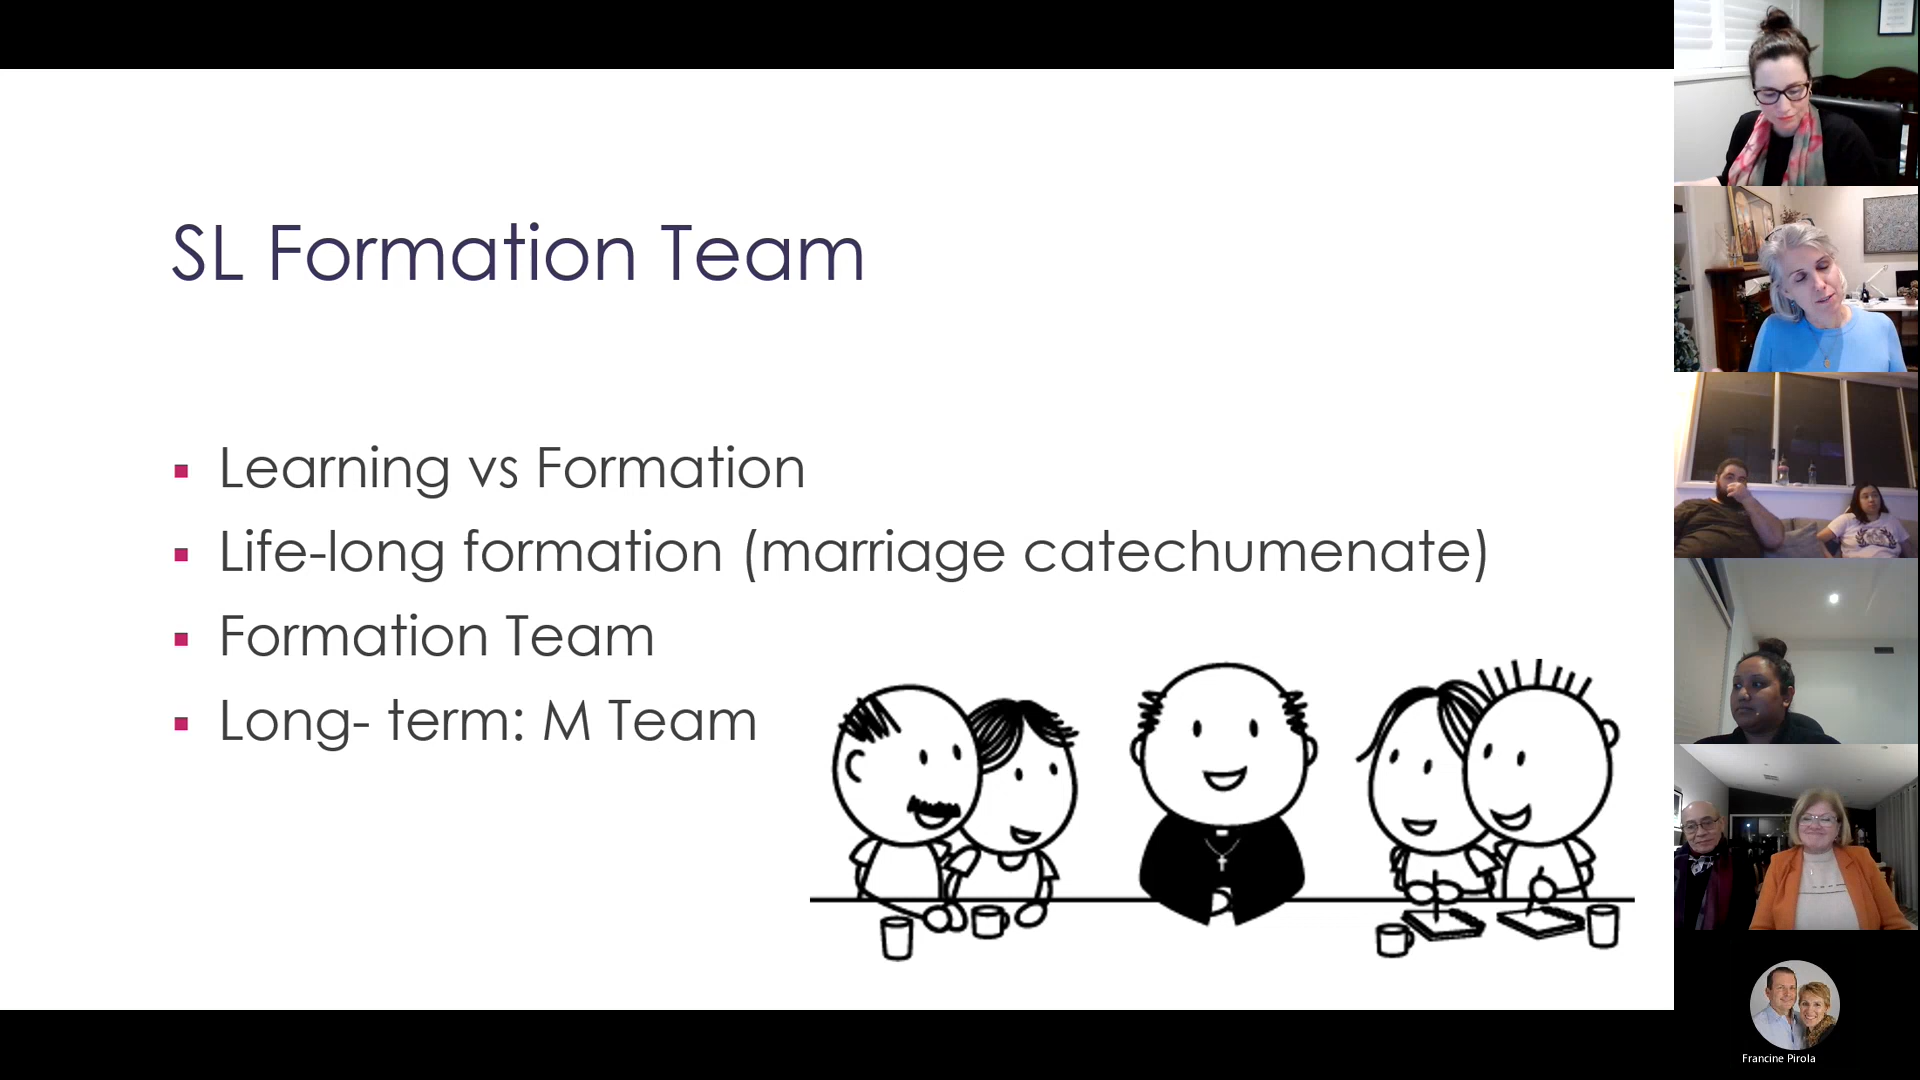 SL Formation Team
Learning vs Formation
Life-long formation (marriage catechumenate)
Formation Team
Long- term: M Team
Francine Pirola